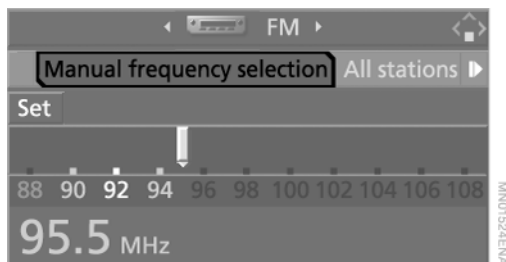 FM
Manual frequency selection All stations
Set
88 90 92 94 96 98 100 102 104 106 108
95.5 MHz
MN01524ENA